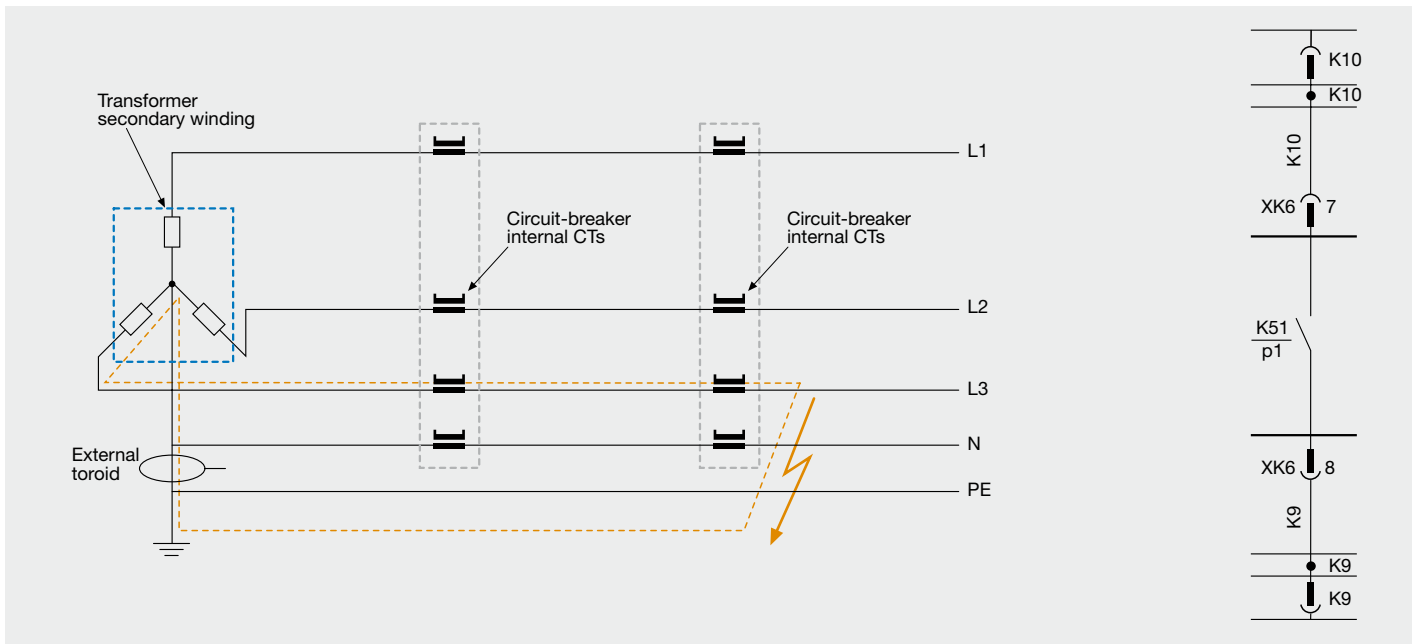 Transformer
secondary winding
L1
Circuit-breaker
internal CTs
Circuit-breaker
internal CTs
L2
L3
N
External
toroid
PE
K10
K10
K10
XK6 7
K51
p1
XK6 8
K9
K9
K9